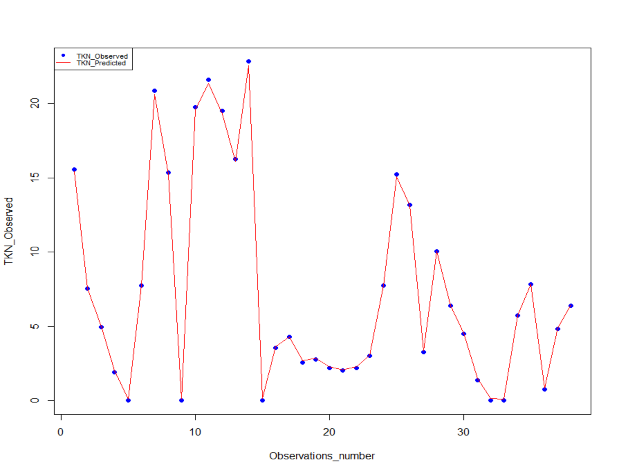 TKN_Observed
TKN_Predicted
TKN_Observed
20
15
10
5
0
0 10 20 30
Observations_number